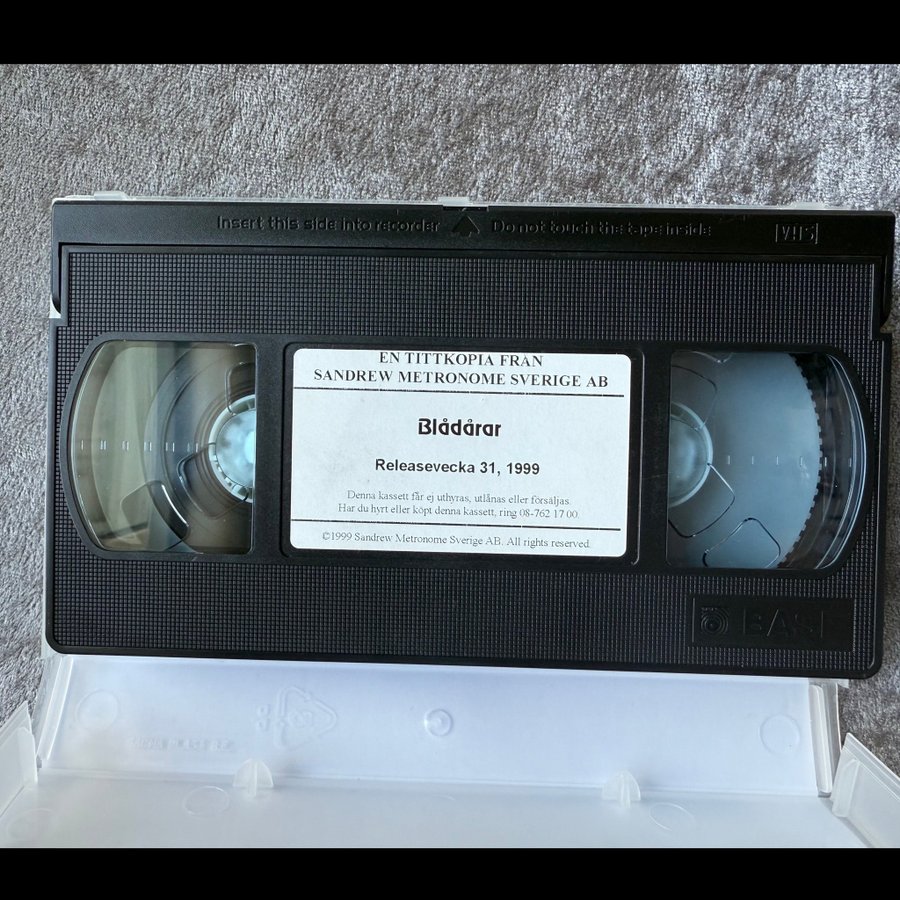 Insert this side into recorder Do not touch the tape inside VHS
EN TITTKOPIA FRÅN
SANDREW METRONOME SVERIGE AB
Blådårar
Releasevecka 31, 1999
Denna kassett får ej uthyras, utlånas eller försäljas.
Har du hyrt eller köpt denna kassett, ring 08-762 17 00.
©1999 Sandrew Metronome Sverige AB. All rights reserved.